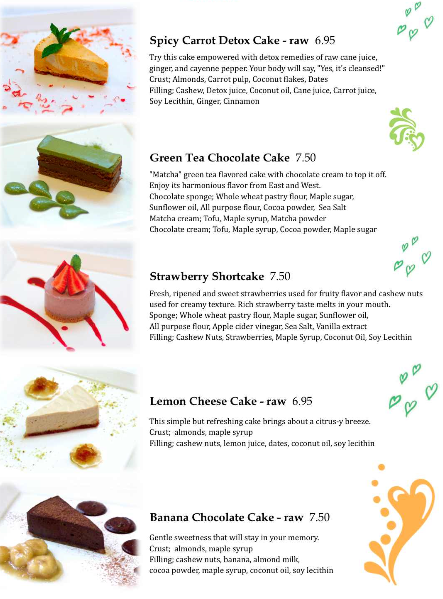 Spicy Carrot Detox Cake - raw 6.95
Try this cake empowered with detox remedies of raw cane juice,
ginger, and cayenne pepper. Your body will say, "Yes, it's cleansed!"
Crust; Almonds, Carrot pulp, Coconut flakes, Dates
Filling; Cashew, Detox juice, Coconut oil, Cane juice, Carrot juice,
Soy Lecithin, Ginger, Cinnamon
Green Tea Chocolate Cake 7.50
"Matcha" green tea flavored cake with chocolate cream to top it off.
Enjoy its harmonious flavor from East and West.
Chocolate sponge; Whole wheat pastry flour, Maple sugar,
Sunflower oil, All purpose flour, Cocoa powder, Sea Salt
Matcha cream; Tofu, Maple syrup, Matcha powder
Chocolate cream; Tofu, Maple syrup, Cocoa powder, Maple sugar
Strawberry Shortcake 7.50
Fresh, ripened and sweet strawberries used for fruity flavor and cashew nuts
used for creamy texture. Rich strawberry taste melts in your mouth.
Sponge; Whole wheat pastry flour, Maple sugar, Sunflower oil,
All purpose flour, Apple cider vinegar, Sea Salt, Vanilla extract
Filling; Cashew Nuts, Strawberries, Maple Syrup, Coconut Oil, Soy Lecithin
Lemon Cheese Cake - raw 6.95
This simple but refreshing cake brings about a citrus-y breeze.
Crust; almonds, maple syrup
Filling; cashew nuts, lemon juice, dates, coconut oil, soy lecithin
Banana Chocolate Cake - raw 7.50
Gentle sweetness that will stay in your memory.
Crust; almonds, maple syrup
Filling; cashew nuts, banana, almond milk,
cocoa powder, maple syrup, coconut oil, soy lecithin